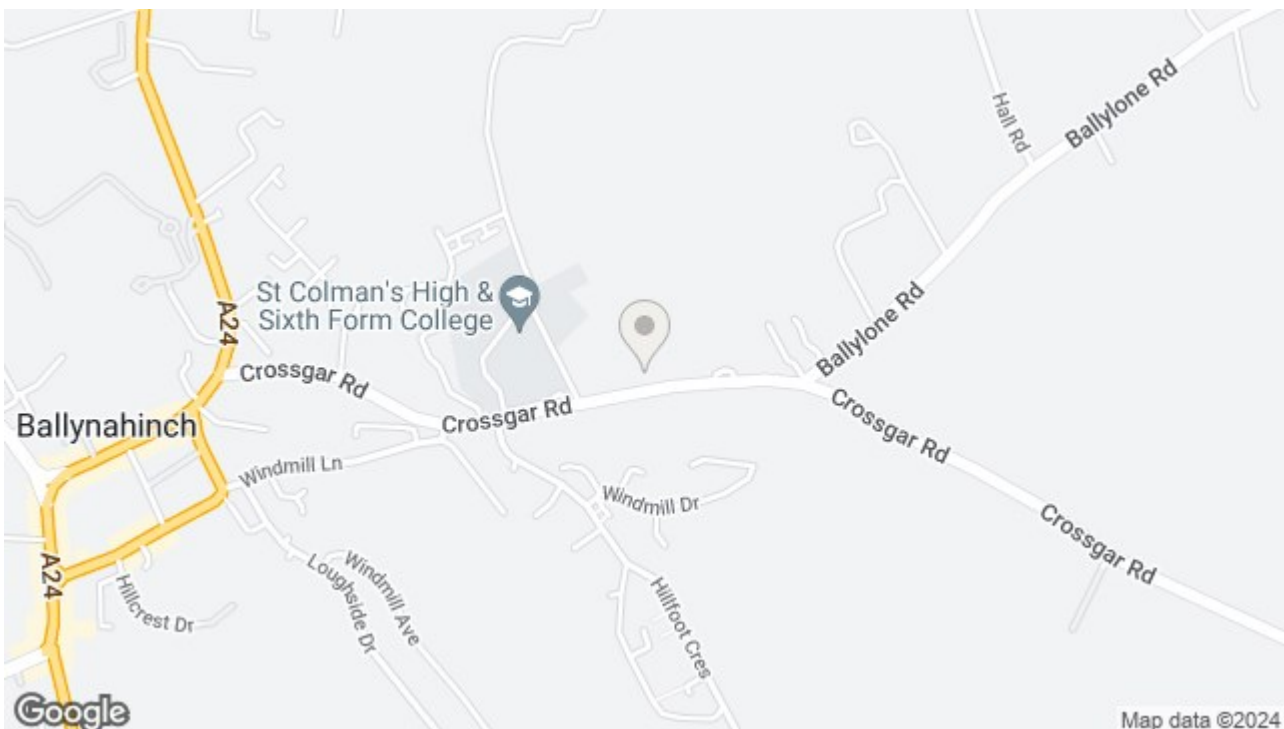 Ballylone Rd
Hall Rd
St Colman's High &
Sixth Form College
A24
Ballylone Rd
Crossgar Rd
Crossgar Rd
Crossgar Rd
Ballynahinch
Windmill Ln
Windmill Dr
Crossgar Rd
A24
Hillcrest Dr
Loughside Dr
Windmill Ave
Hillfoot Cres
Google
Map data ©2024